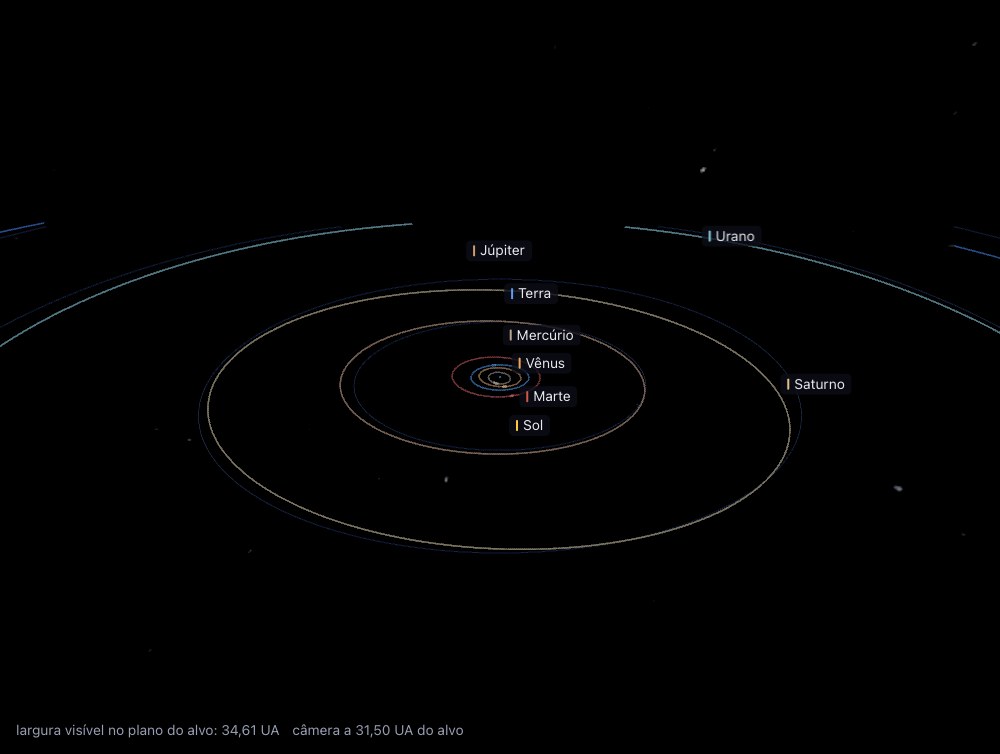 Urano
Júpiter
Terra
Mercúrio
Vênus
Saturno
Marte
Sol
largura visível no plano do alvo: 34,61 UA câmera a 31,50 UA do alvo